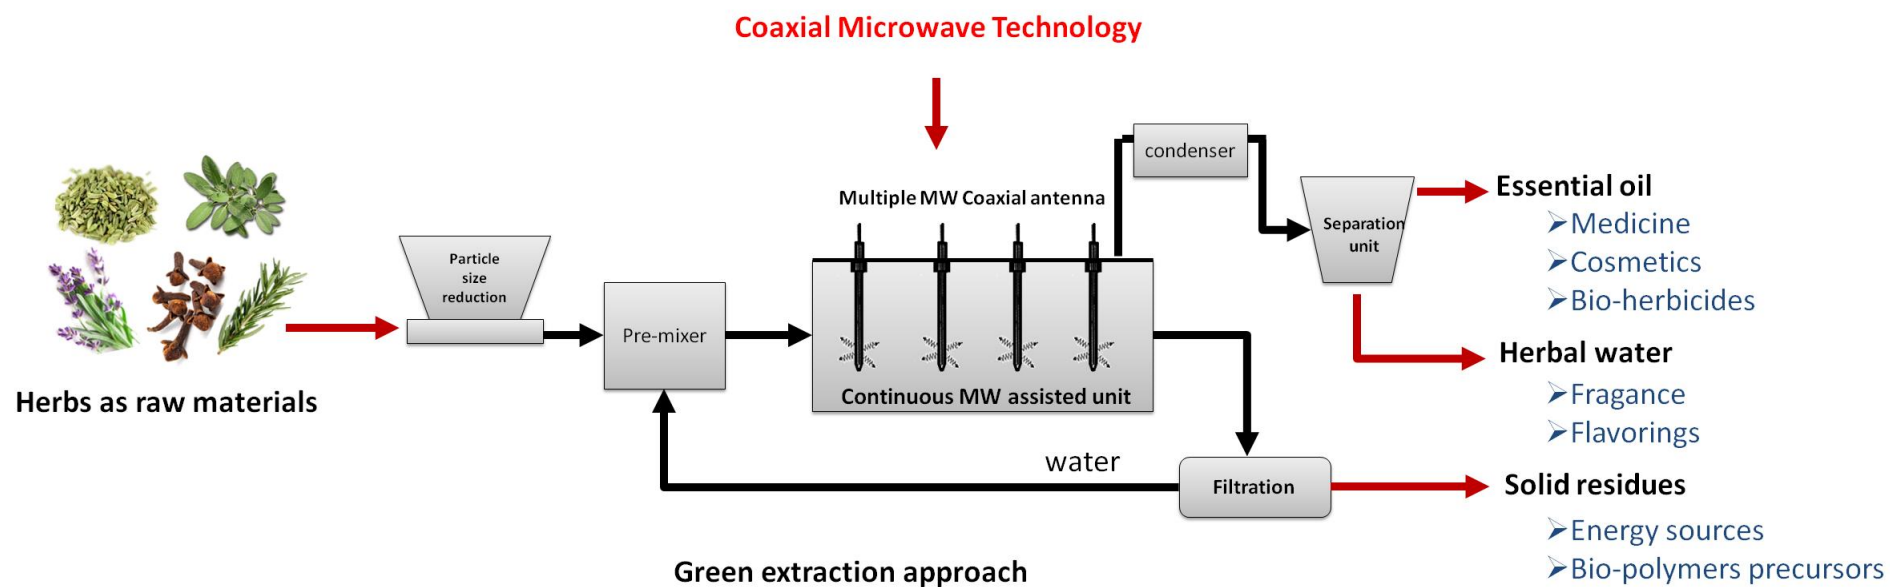 Coaxial Microwave Technology
Multiple MW Coaxial antenna
condenser
Separation
unit
Essential oil
Medicine
Cosmetics
Bio-herbicides
Particle
size
reduction
Pre-mixer
Continuous MW assisted unit
Herbs as raw materials
Herbal water
Fragance
Flavorings
water
Filtration
Solid residues
Energy sources
Bio-polymers precursors
Green extraction approach